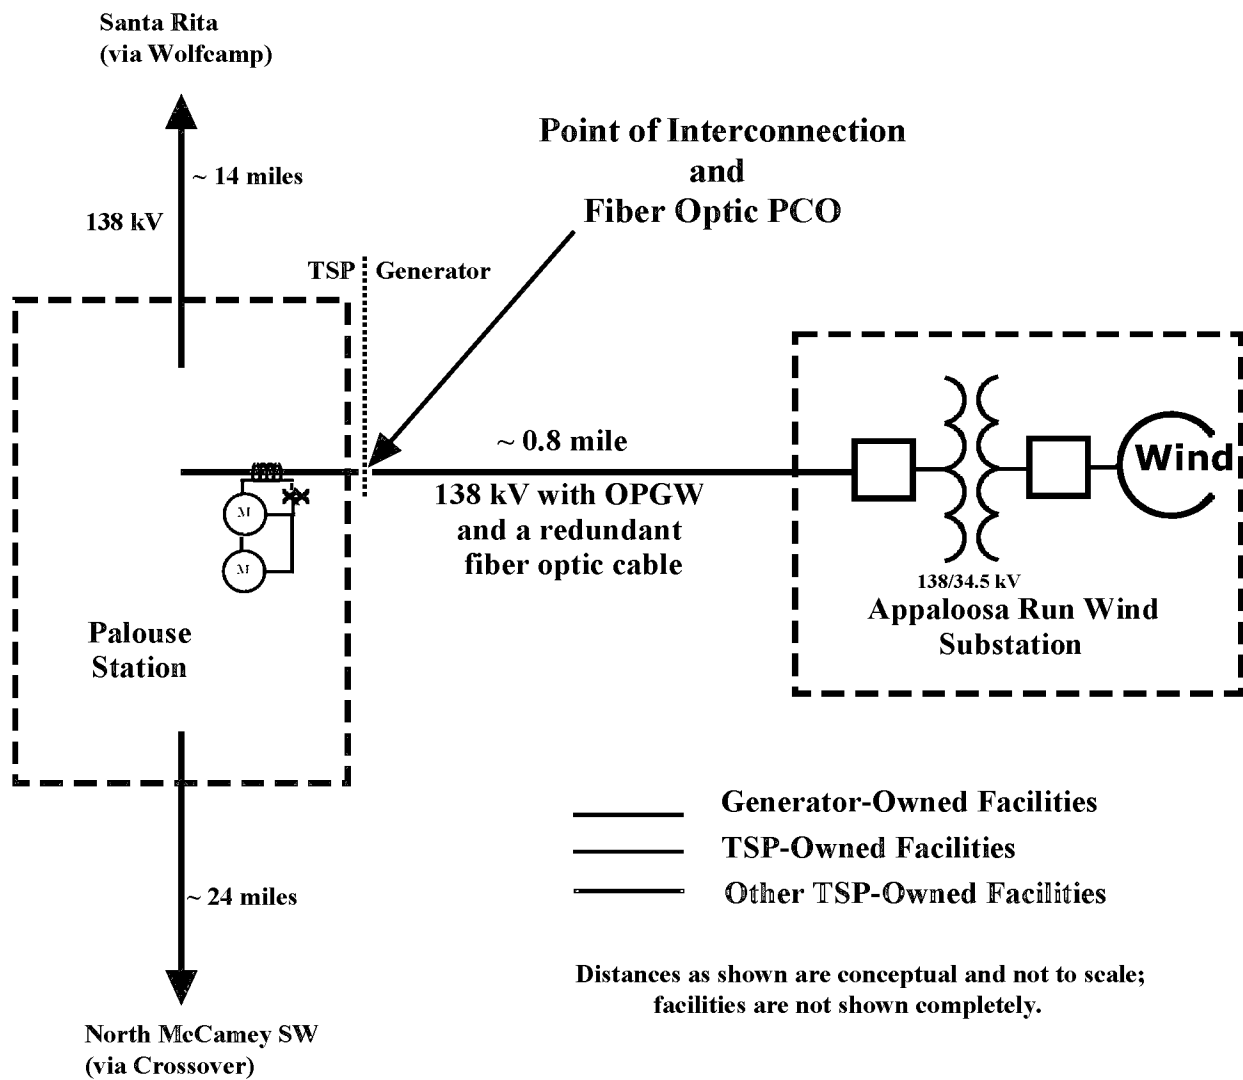 Santa Rita
(via Wolfcamp)
~ 14 miles
138 kV
Point of Interconnection
and
Fiber Optic PCO
TSP
Generator
~ 0.8 mile
138 kV with OPGW
and a redundant
fiber optic cable
M
M
Palouse
Station
Wind
138/34.5 kV
Appaloosa Run Wind
Substation
~ 24 miles
North McCamey SW
(via Crossover)
Generator-Owned Facilities
TSP-Owned Facilities
Other TSP-Owned Facilities
Distances as shown are conceptual and not to scale;
facilities are not shown completely.